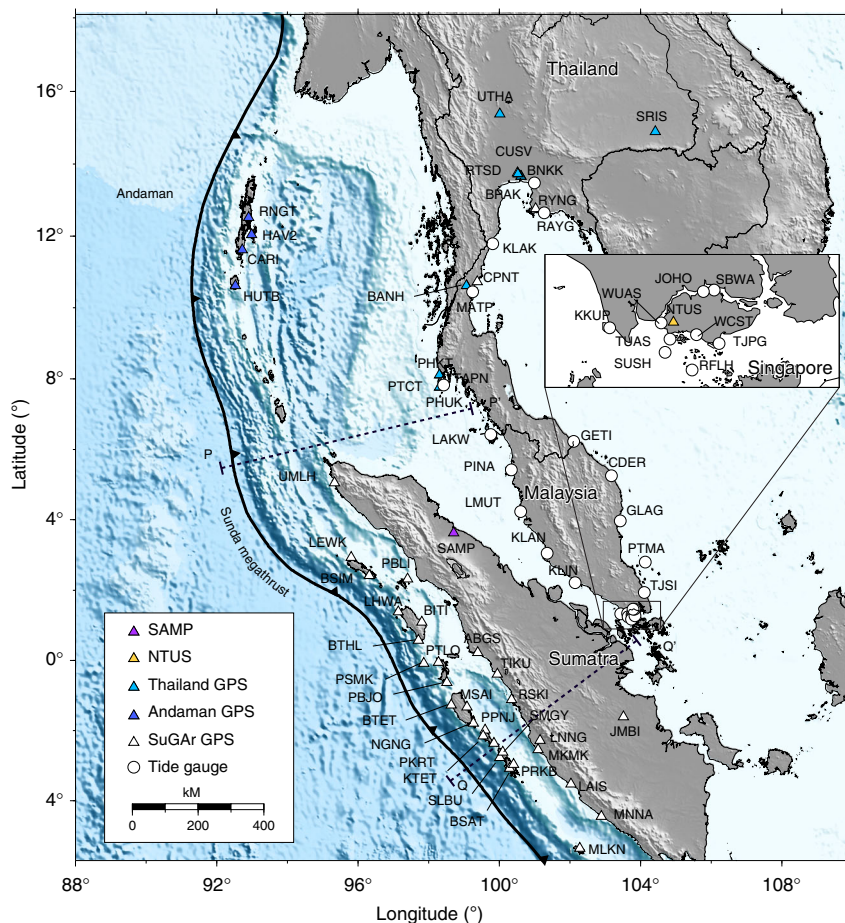 Thailand
16°
UTHA
SRIS
CUSV
RTSD
BNKK
BPAK
RYNG
RAYG
Andaman
RNGT
HAV2
CARI
HUTB
12°
KLAK
CPNT
BANH
MATP
JOHO
SBWA
WUAS
NTUS
KKUP
WCST
TUAS
TJPG
SUSH
RFLH
Singapore
8°
PHKT
TAPN
PTCT
PHUK
P'
P
LAKW
GETI
PINA
CDER
UMLH
Malaysia
LMUT
GLAG
4°
Sunda megathrust
SAMP
KLAN
PTMA
LEWK
PBLI
KLIN
TJSI
BSIM
LHWA
BITI
BTHL
ABGS
Sumatra
Q'
0°
PTLO
TIKU
PSMK
PBJO
MSAI
RSKI
BTET
PPNJ
SMGY
JMBI
NGNG
LNNG
PKRT
MKMK
KTET
Q
PRKB
LAIS
SLBU
BSAT
MNNA
4°
MLKN
SAMP
NTUS
Thailand GPS
Andaman GPS
SuGAr GPS
Tide gauge
kM
0 200 400
88° 92° 96° 100° 104° 108°
Latitude (°)
Longitude (°)